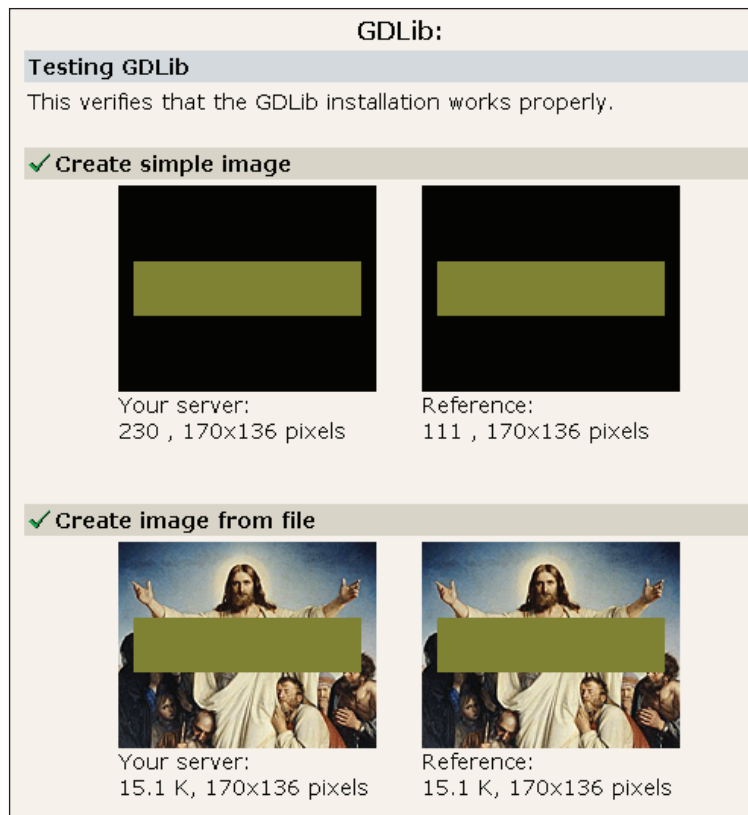 GDLib:
Testing GDLib
This verifies that the GDLib installation works properly.
Create simple image
Your server:
230 , 170x136 pixels
Reference:
111 , 170x136 pixels
Create image from file
Your server:
15.1 K, 170x136 pixels
Reference:
15.1 K, 170x136 pixels